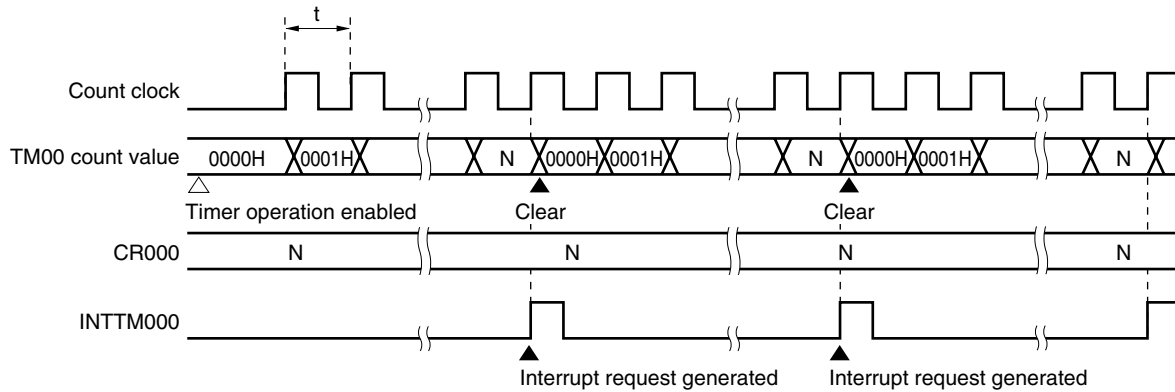 t
Count clock
TM00 count value 0000H 0001H N 0000H 0001H N 0000H 0001H N
Timer operation enabled Clear Clear
CR000 N N N N
INTTM000
Interrupt request generated Interrupt request generated